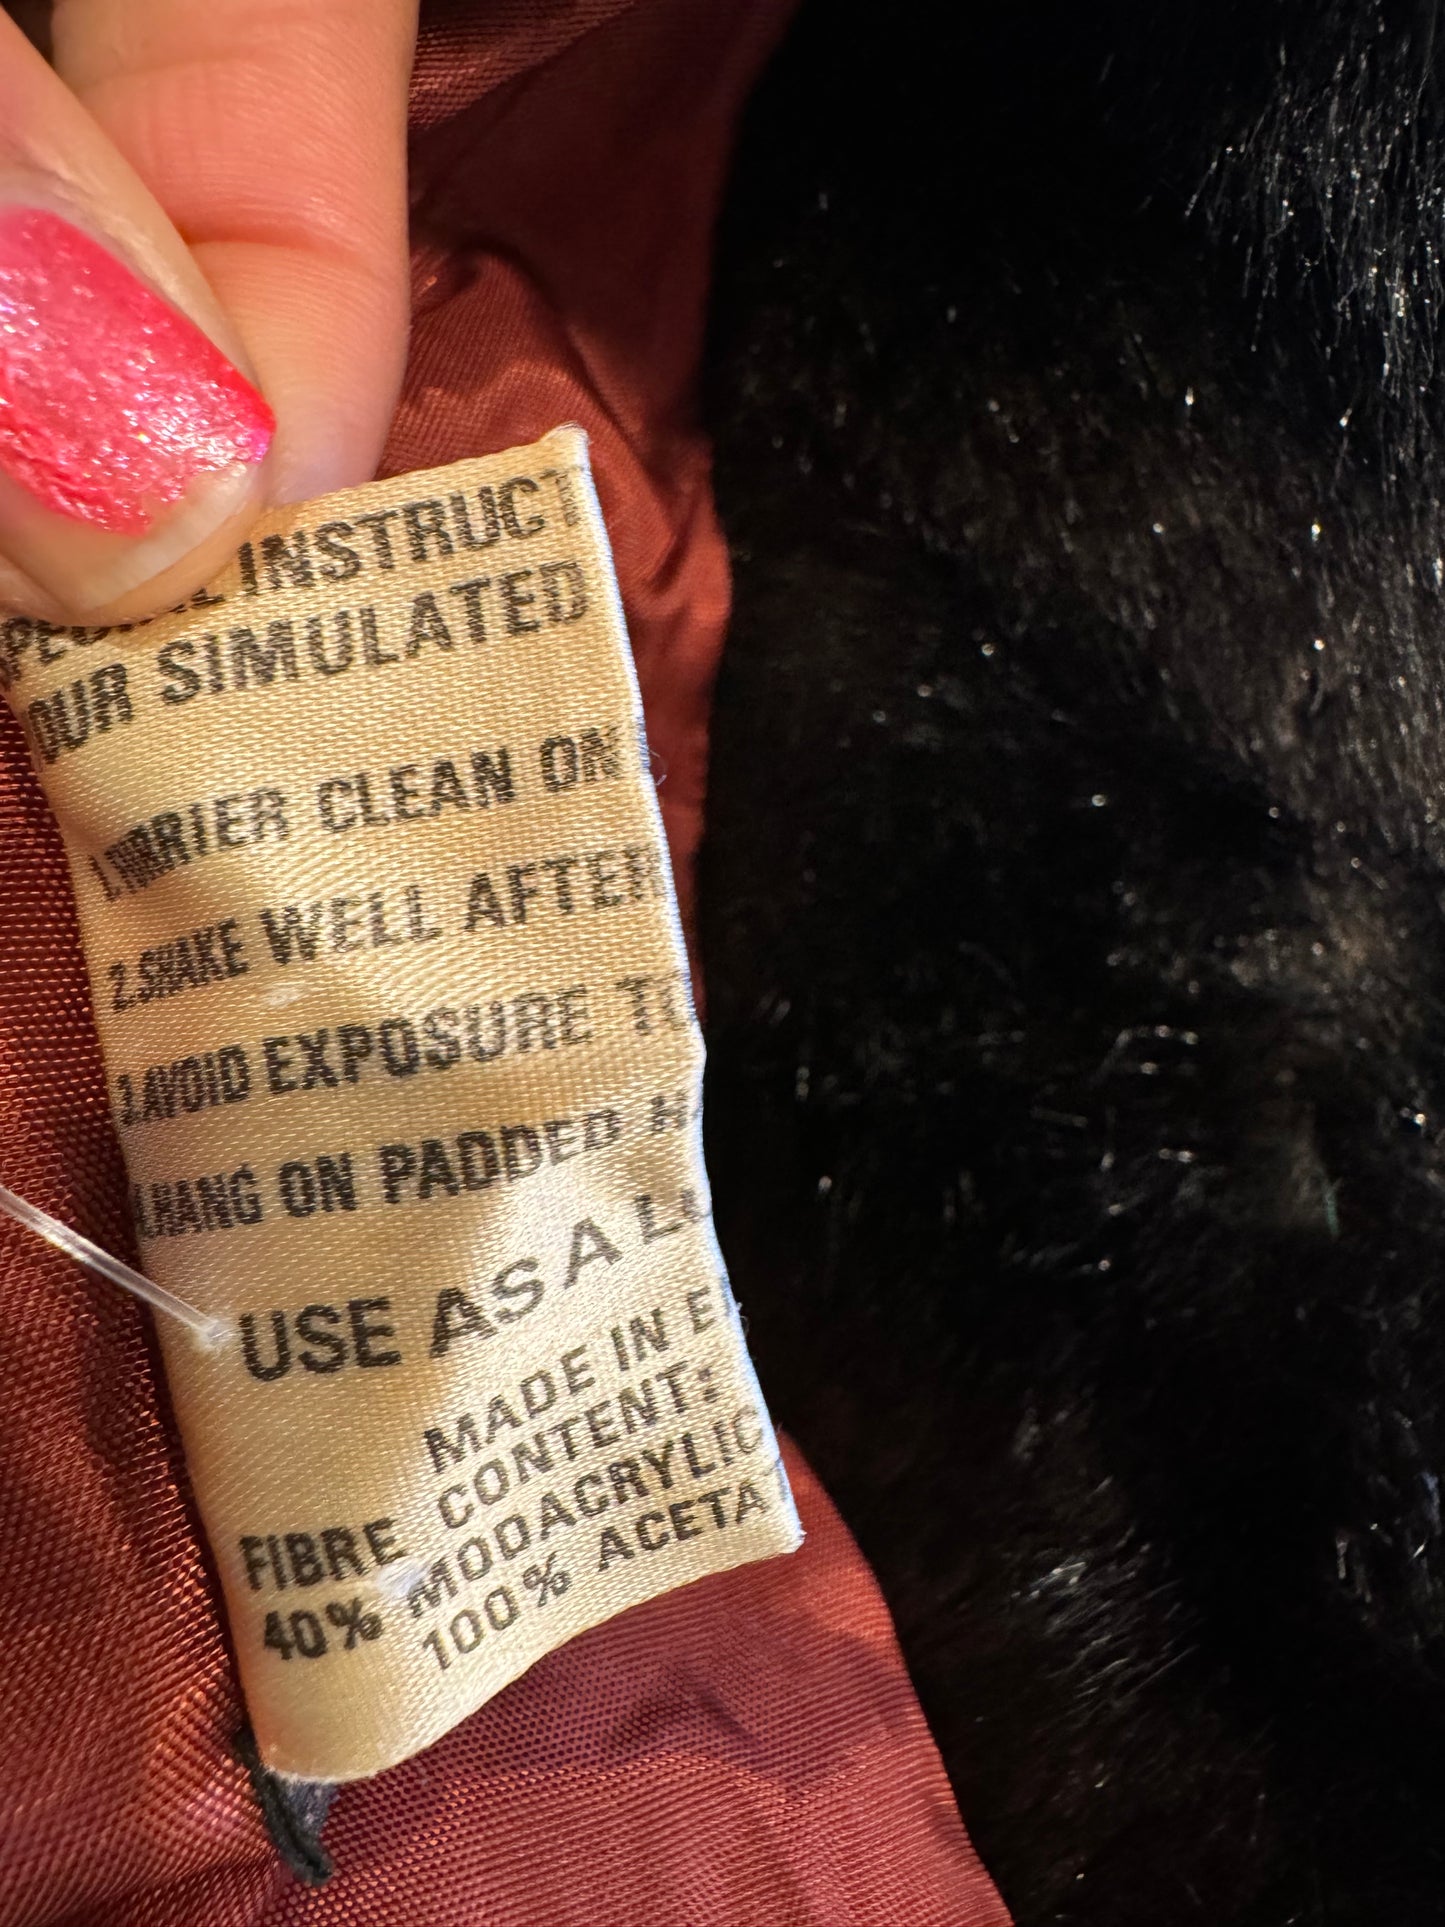 INSTRUCT
OUR SIMULATED
1.FURRIER CLEAN ON
2.SHAKE WELL AFTER
3.AVOID EXPOSURE TO
4.HANG ON PADDED
USE AS A L
MADE IN E
FIBRE CONTENT:
40% MODACRYLIC
100% ACETAT